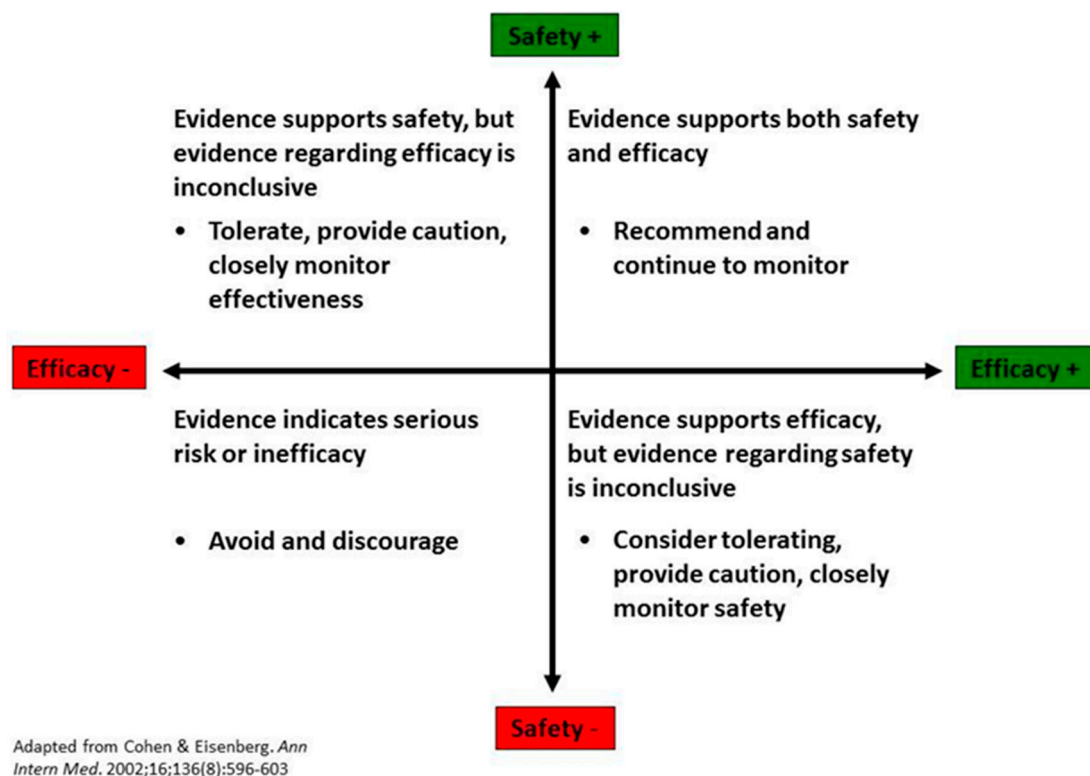 Safety +
Evidence supports safety, but
evidence regarding efficacy is
inconclusive
• Tolerate, provide caution,
closely monitor
effectiveness
Evidence supports both safety
and efficacy
• Recommend and
continue to monitor
Efficacy -
Efficacy +
Evidence indicates serious
risk or inefficacy
• Avoid and discourage
Evidence supports efficacy,
but evidence regarding safety
is inconclusive
• Consider tolerating,
provide caution, closely
monitor safety
Safety -
Adapted from Cohen & Eisenberg. Ann
Intern Med. 2002;16;136(8):596-603